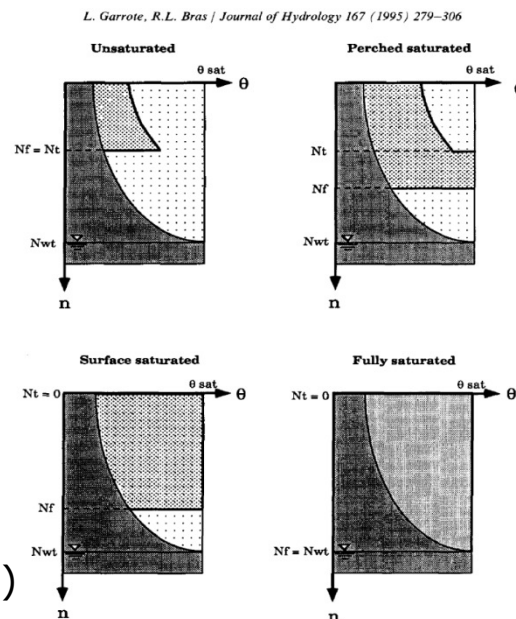 L. Garrote, R.L. Bras / Journal of Hydrology 167 (1995) 279–306
Unsaturated
θ sat
θ
Nf = Nt
Nwt
n
Perched saturated
θ sat
Nt
Nf
Nwt
n
Surface saturated
θ sat
Nt = 0
θ
Nf
Nwt
n
)
Fully saturated
θ sat
Nt = 0
θ
Nf = Nwt
n